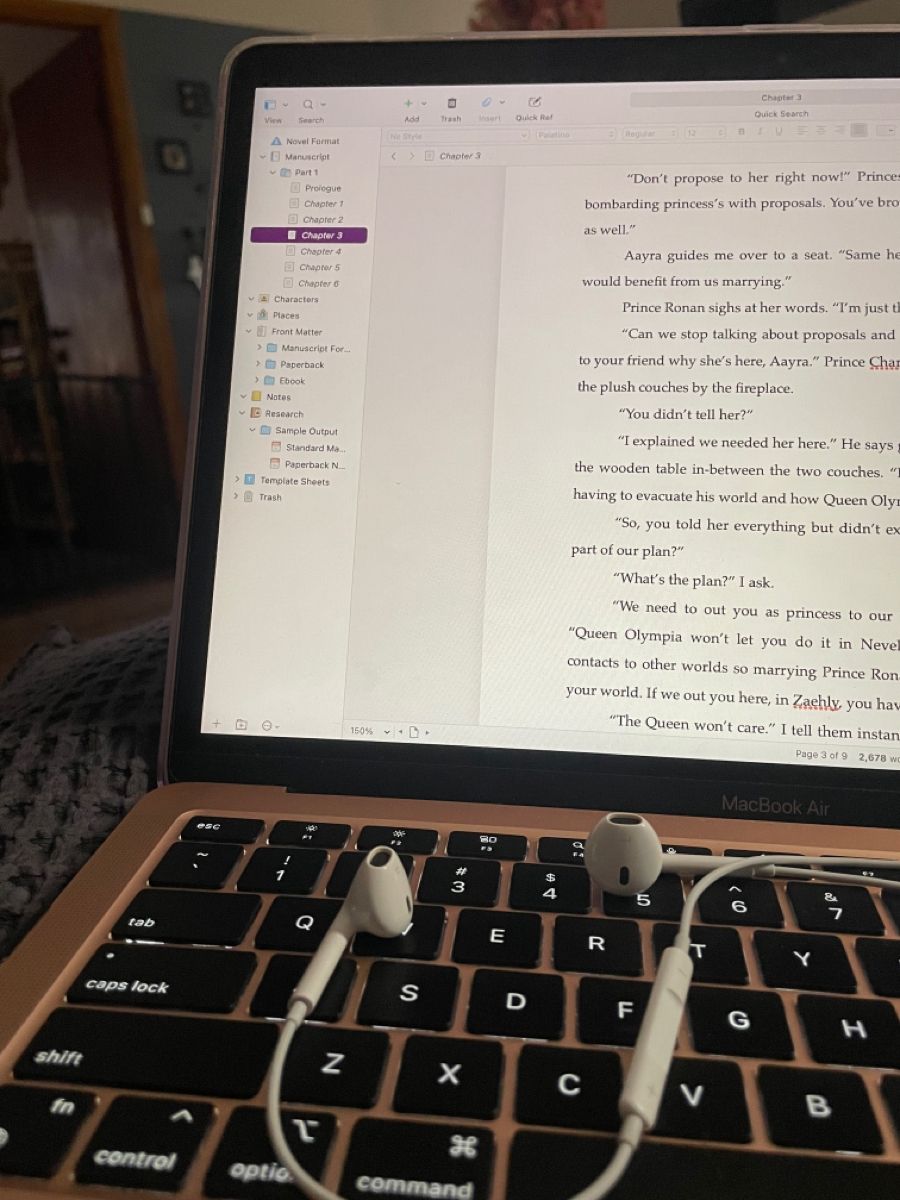 View
Search
Add
Trash
Insert
Quick Ref
Chapter 3
Quick Search
No Style
Palatino
Regular
12
B I U
Chapter 3
Novel Format
Manuscript
Part 1
Prologue
Chapter 1
Chapter 2
Chapter 3
Chapter 4
Chapter 5
Chapter 6
Characters
Places
Front Matter
Manuscript For...
Paperback
Ebook
Notes
Research
Sample Output
Standard Ma...
Paperback N...
Template Sheets
Trash
“Don’t propose to her right now!”
bombarding princess’s with proposals. You’ve
as well.”
Aayra guides me over to a seat. “Same
would benefit from us marrying.”
Prince Ronan sighs at her words. “I’m just
“Can we stop talking about proposals and
to your friend why she’s here, Aayra.” Prince
the plush couches by the fireplace.
“You didn’t tell her?”
“I explained we needed her here.” He says
the wooden table in-between the two couches.
having to evacuate his world and how Queen
“So, you told her everything but didn’t
part of our plan?”
“What’s the plan?” I ask.
“We need to out you as princess to our
“Queen Olympia won’t let you do it in
contacts to other worlds so marrying Prince
your world. If we out you here, in Zaehly, you
“The Queen won’t care.” I tell them
150%
Page 3 of 9 2,678
MacBook Air
esc
F1
F2
F3
F4
~
`
!
1
#
3
$
4
5
^
6
&
7
tab
Q
E
R
T
Y
caps lock
S
D
F
G
H
shift
Z
X
C
V
B
fn
control
command